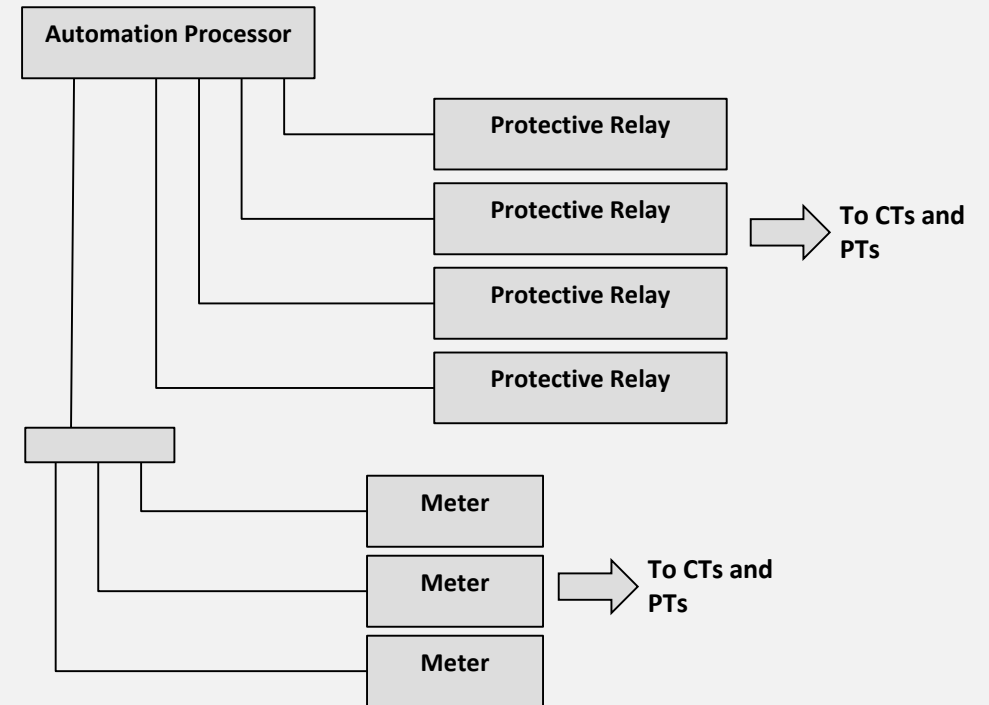 Automation Processor
Protective Relay
Protective Relay
To CTs and
PTs
Protective Relay
Protective Relay
Meter
Meter
To CTs and
PTs
Meter